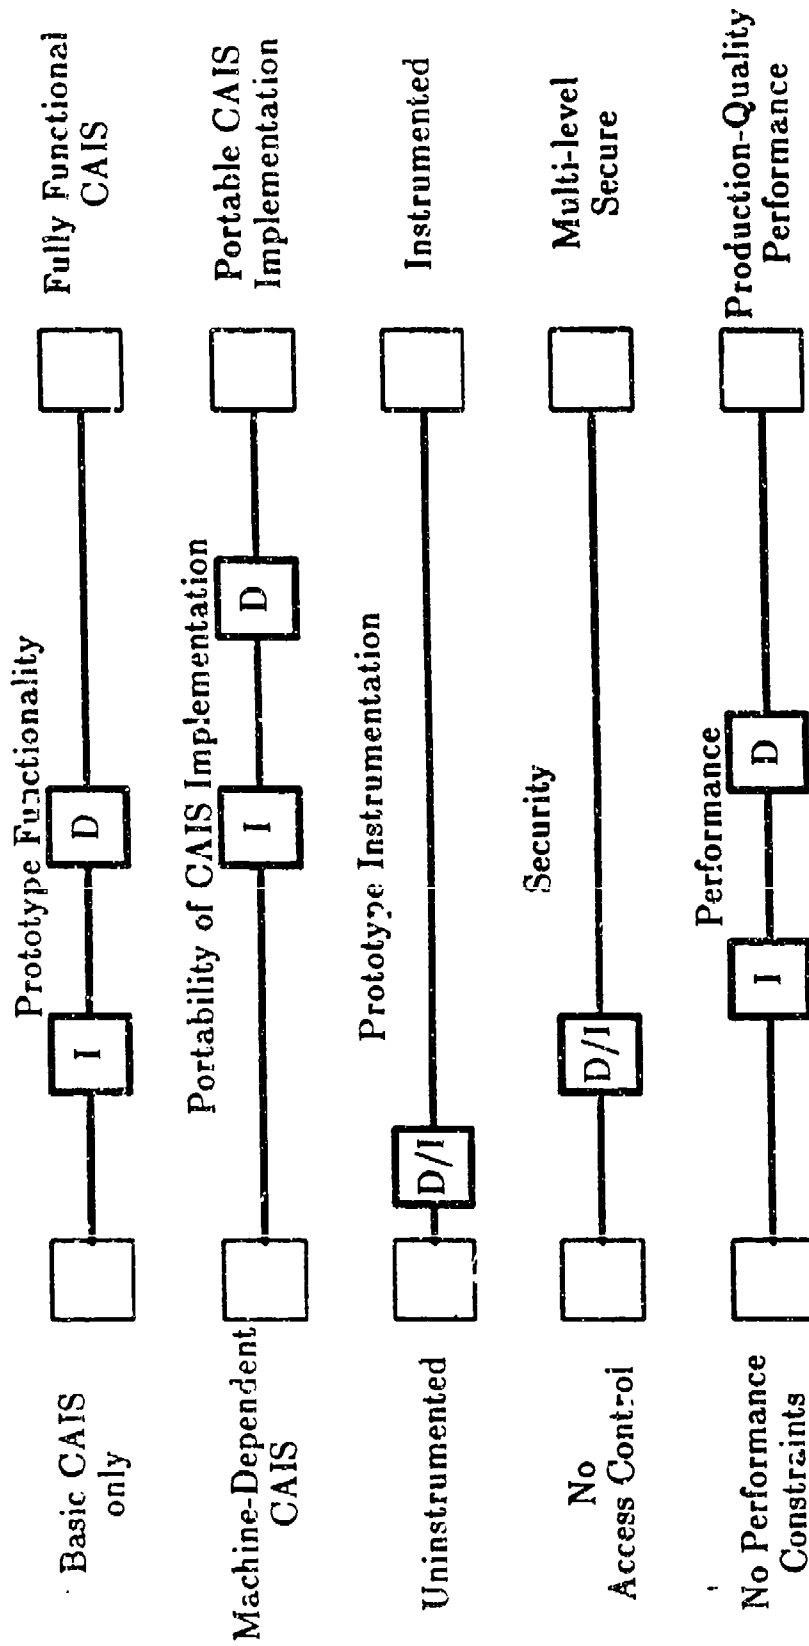 Prototype Functionality
Basic CAIS
only
I
D
Fully Functional
CAIS
Portability of CAIS Implementation
Machine-Dependent
CAIS
I
D
Portable CAIS
Implementation
Prototype Instrumentation
Uninstrumented
D/I
Instrumented
Security
No
Access Control
D/I
Multi-level
Secure
Performance
No Performance
Constraints
I
D
Production-Quality
Performance